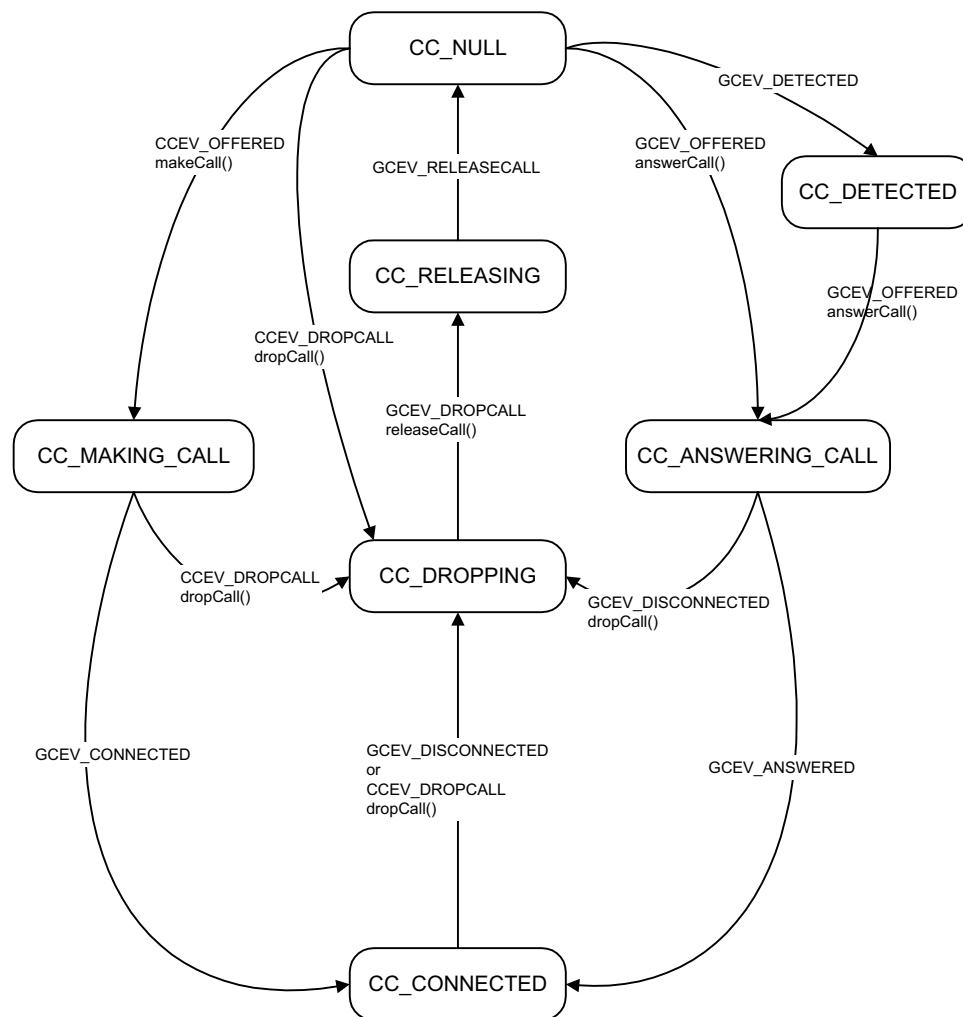 CC_NULL
GCEV_DETECTED
CCEV_OFFERED
makeCall()
GCEV_OFFERED
answerCall()
GCEV_RELEASECALL
CC_DETECTED
CC_RELEASING
GCEV_OFFERED
answerCall()
CCEV_DROPCALL
dropCall()
GCEV_DROPCALL
releaseCall()
CC_MAKING_CALL
CC_ANSWERING_CALL
CCEV_DROPCALL
dropCall()
CC_DROPPING
GCEV_DISCONNECTED
dropCall()
GCEV_CONNECTED
GCEV_DISCONNECTED
or
CCEV_DROPCALL
dropCall()
GCEV_ANSWERED
CC_CONNECTED